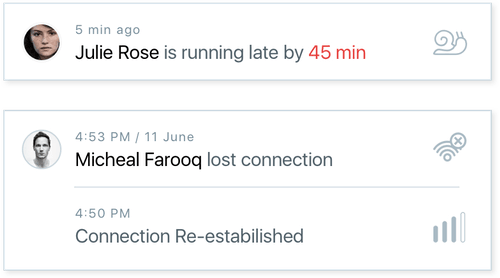 5 min ago
Julie Rose is running late by 45 min
4:53 PM / 11 June
Micheal Farooq lost connection
4:50 PM
Connection Re-estabilished